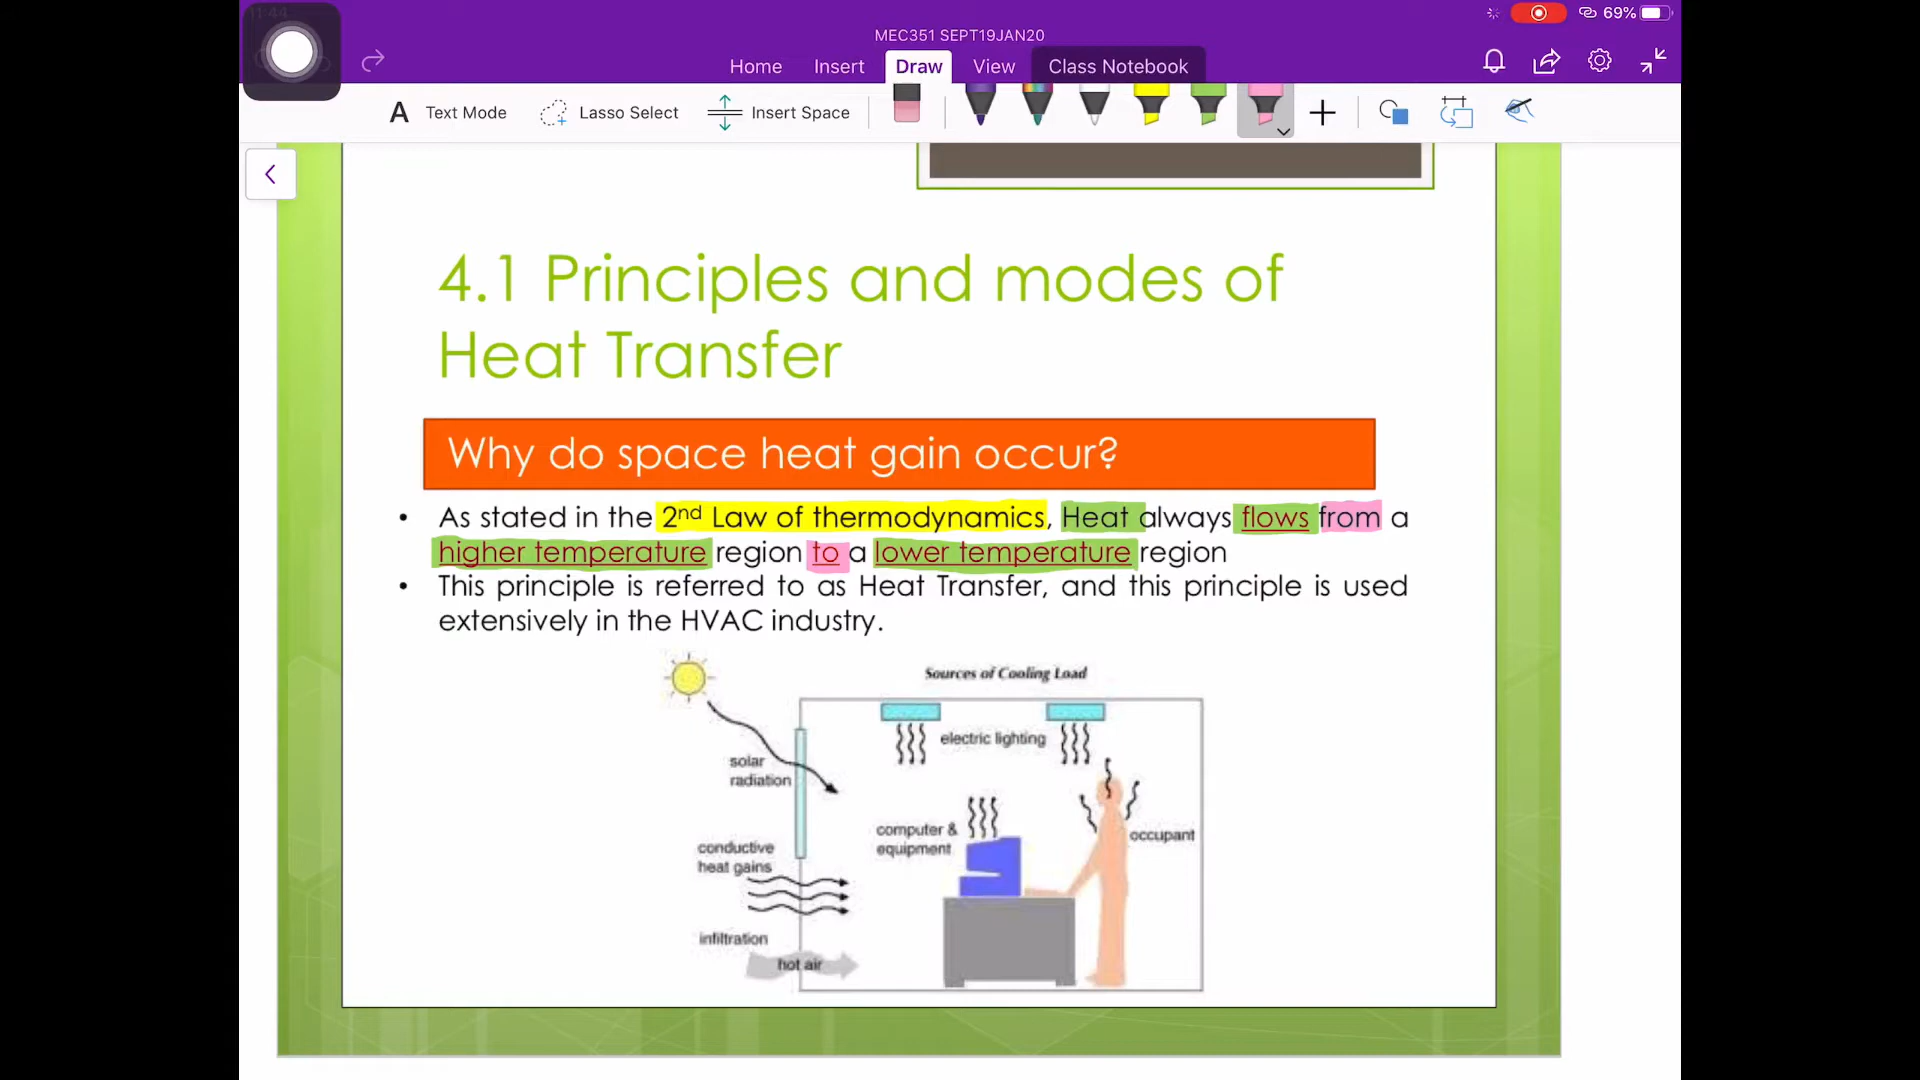 11:44
69%
MEC351 SEPT19JAN20
Home Insert Draw View Class Notebook
A Text Mode Lasso Select Insert Space
4.1 Principles and modes of
Heat Transfer
Why do space heat gain occur?
• As stated in the 2nd Law of thermodynamics, Heat always flows from a
higher temperature region to a lower temperature region
• This principle is referred to as Heat Transfer, and this principle is used
extensively in the HVAC industry.
Sources of Cooling Load
electric lighting
solar
radiation
computer &
equipment
occupant
conductive
heat gains
infiltration
hot air